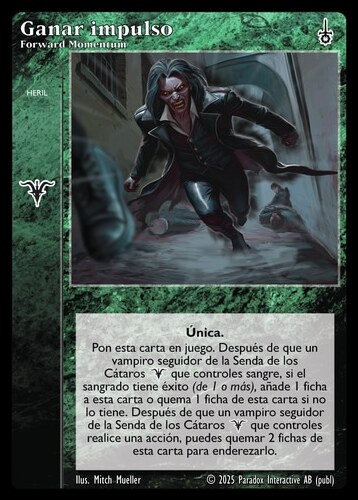 Ganar impulso
Forward Momentum
HERIL
Única.
Pon esta carta en juego. Después de que un
vampiro seguidor de la Senda de los
Cátaros que controles sangre, si el
sangrado tiene éxito (de 1 o más), añade 1 ficha
a esta carta o quema 1 ficha de esta carta si no
lo tiene. Después de que un vampiro seguidor
de la Senda de los Cátaros que controles
realice una acción, puedes quemar 2 fichas de
esta carta para enderezarlo.
Ilus. Mitch Mueller © 2025 Paradox Interactive AB (publ)